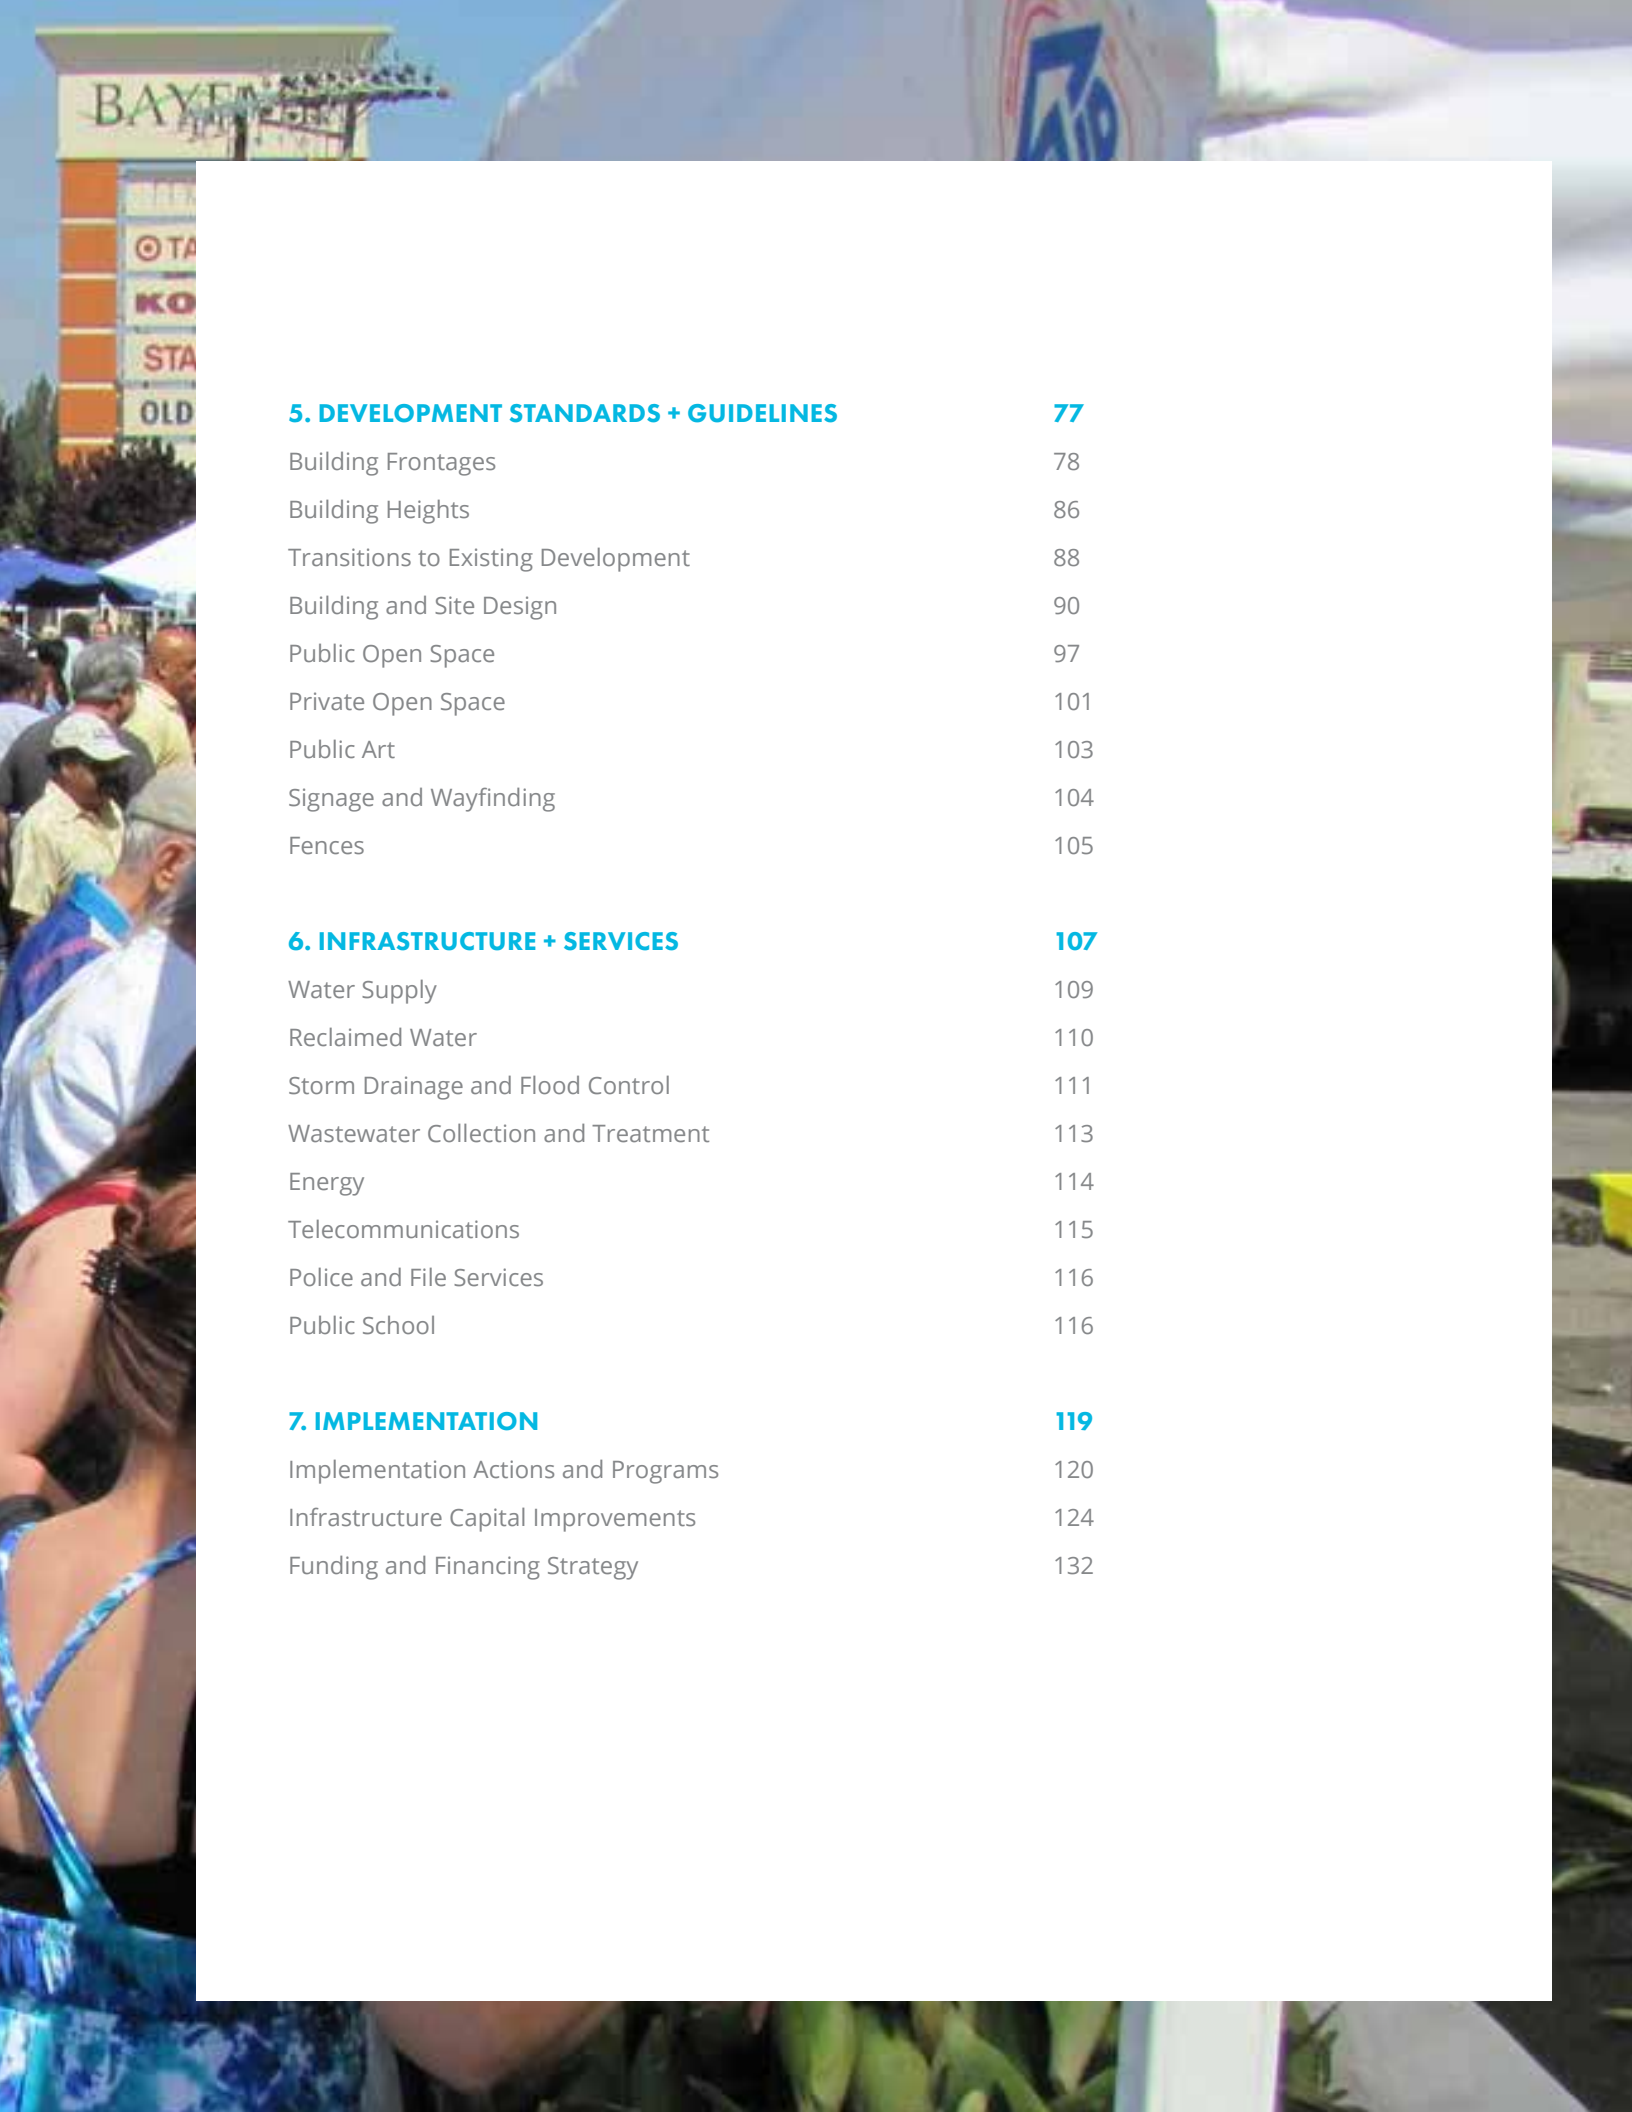 TA
KO
STA
OLD
5. DEVELOPMENT STANDARDS + GUIDELINES 77
Building Frontages 78
Building Heights 86
Transitions to Existing Development 88
Building and Site Design 90
Public Open Space 97
Private Open Space 101
Public Art 103
Signage and Wayfinding 104
Fences 105
6. INFRASTRUCTURE + SERVICES 107
Water Supply 109
Reclaimed Water 110
Storm Drainage and Flood Control 111
Wastewater Collection and Treatment 113
Energy 114
Telecommunications 115
Police and File Services 116
Public School 116
7. IMPLEMENTATION 119
Implementation Actions and Programs 120
Infrastructure Capital Improvements 124
Funding and Financing Strategy 132